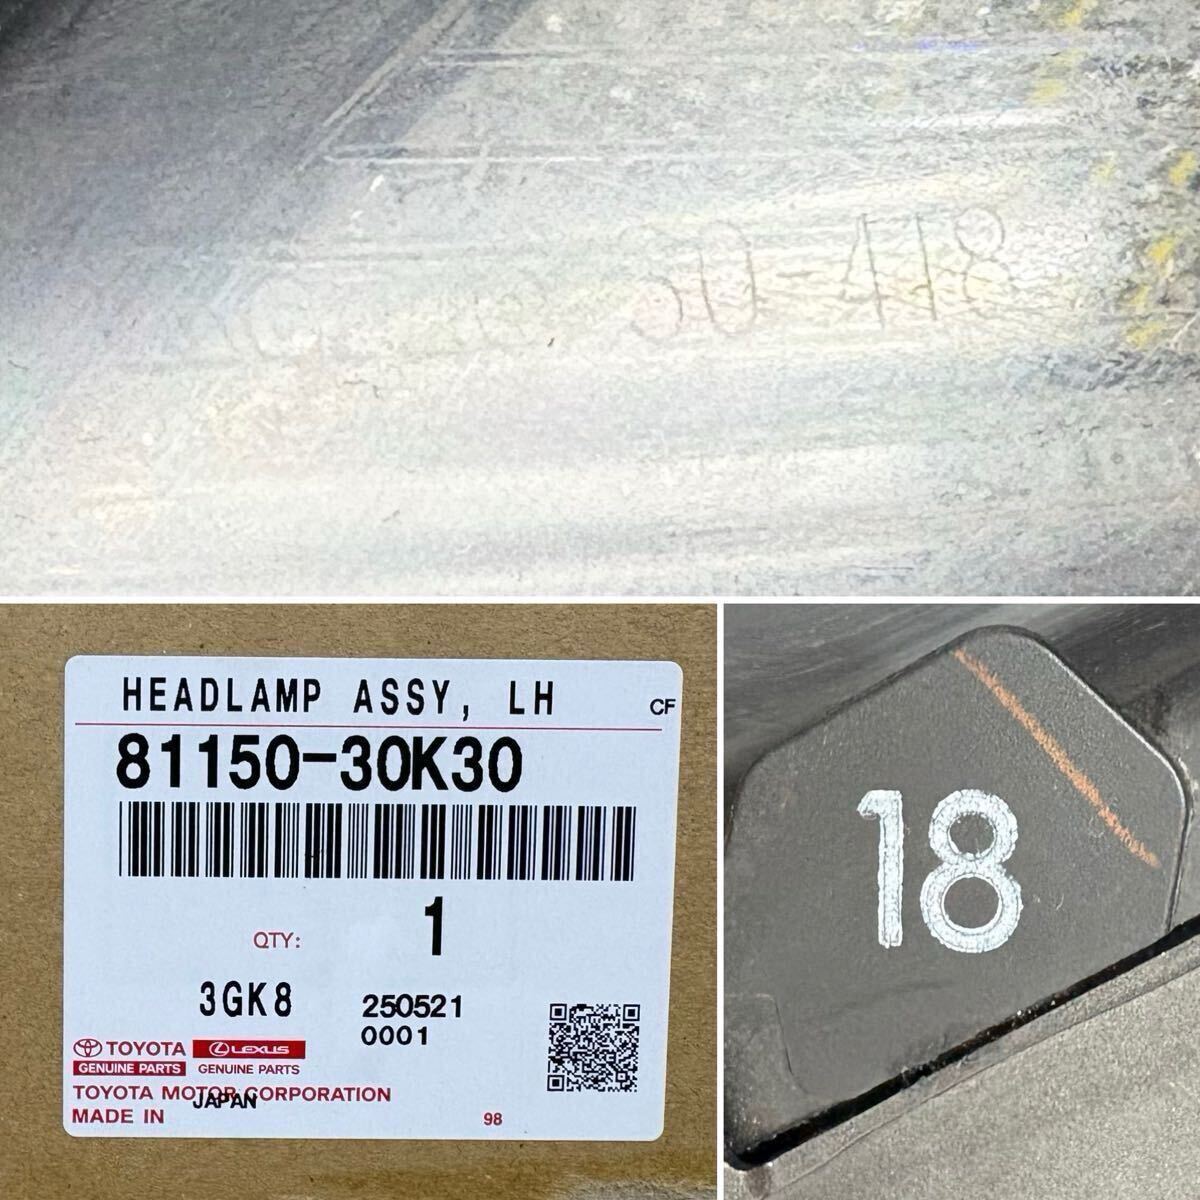 30-418
HEADLAMP ASSY, LH
CF
81150-30K30
QTY: 1
3GK8 250521
0001
TOYOTA LEXUS
GENUINE PARTS GENUINE PARTS
TOYOTA MOTOR CORPORATION
MADE IN JAPAN
98
18